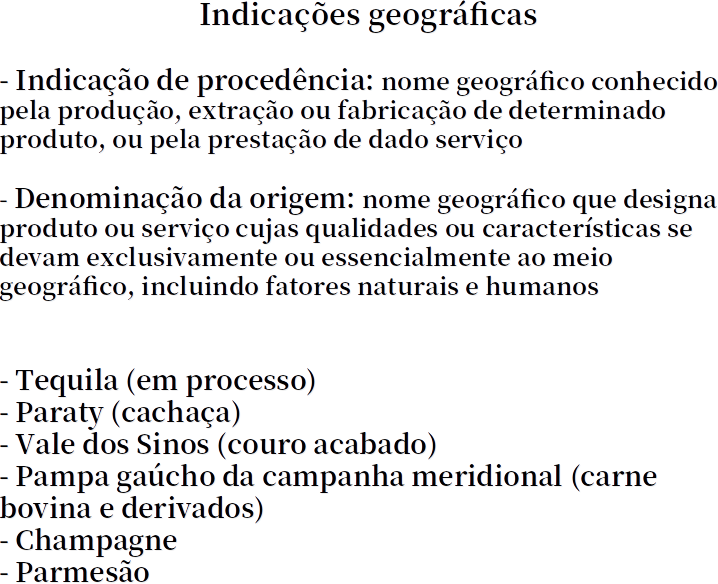 Indicações geográficas
- Indicação de procedência: nome geográfico conhecido
pela produção, extração ou fabricação de determinado
produto, ou pela prestação de dado serviço
- Denominação da origem: nome geográfico que designa
produto ou serviço cujas qualidades ou características se
devam exclusivamente ou essencialmente ao meio
geográfico, incluindo fatores naturais e humanos
- Tequila (em processo)
- Paraty (cachaça)
- Vale dos Sinos (couro acabado)
- Pampa gaúcho da campanha meridional (carne
bovina e derivados)
- Champagne
- Parmesão